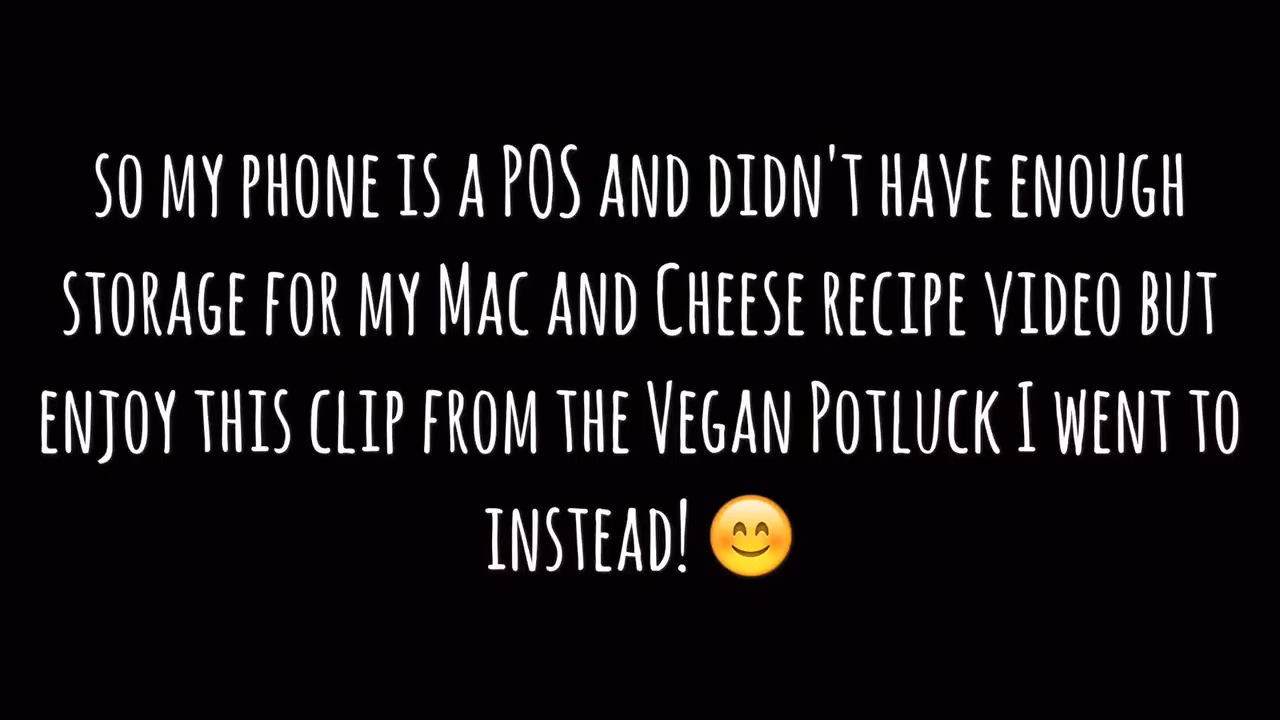 so my phone is a POS and didn't have enough
storage for my Mac and Cheese recipe video but
enjoy this clip from the Vegan Potluck I went to
instead! 😊